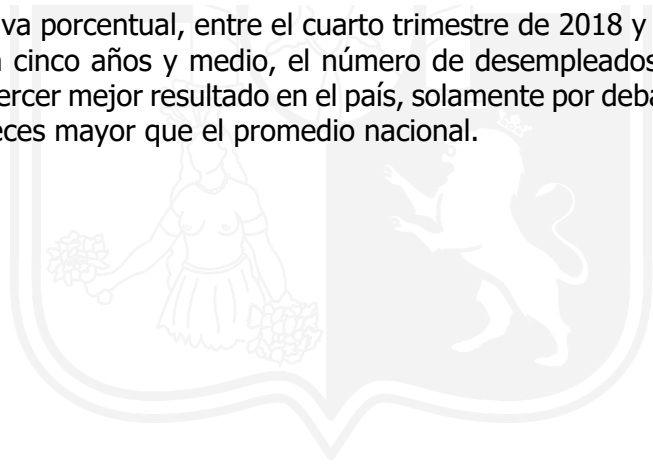 va porcentual, entre el cuarto trimestre de 2018 y
cinco años y medio, el número de desempleados
ercer mejor resultado en el país, solamente por deba
eces mayor que el promedio nacional.